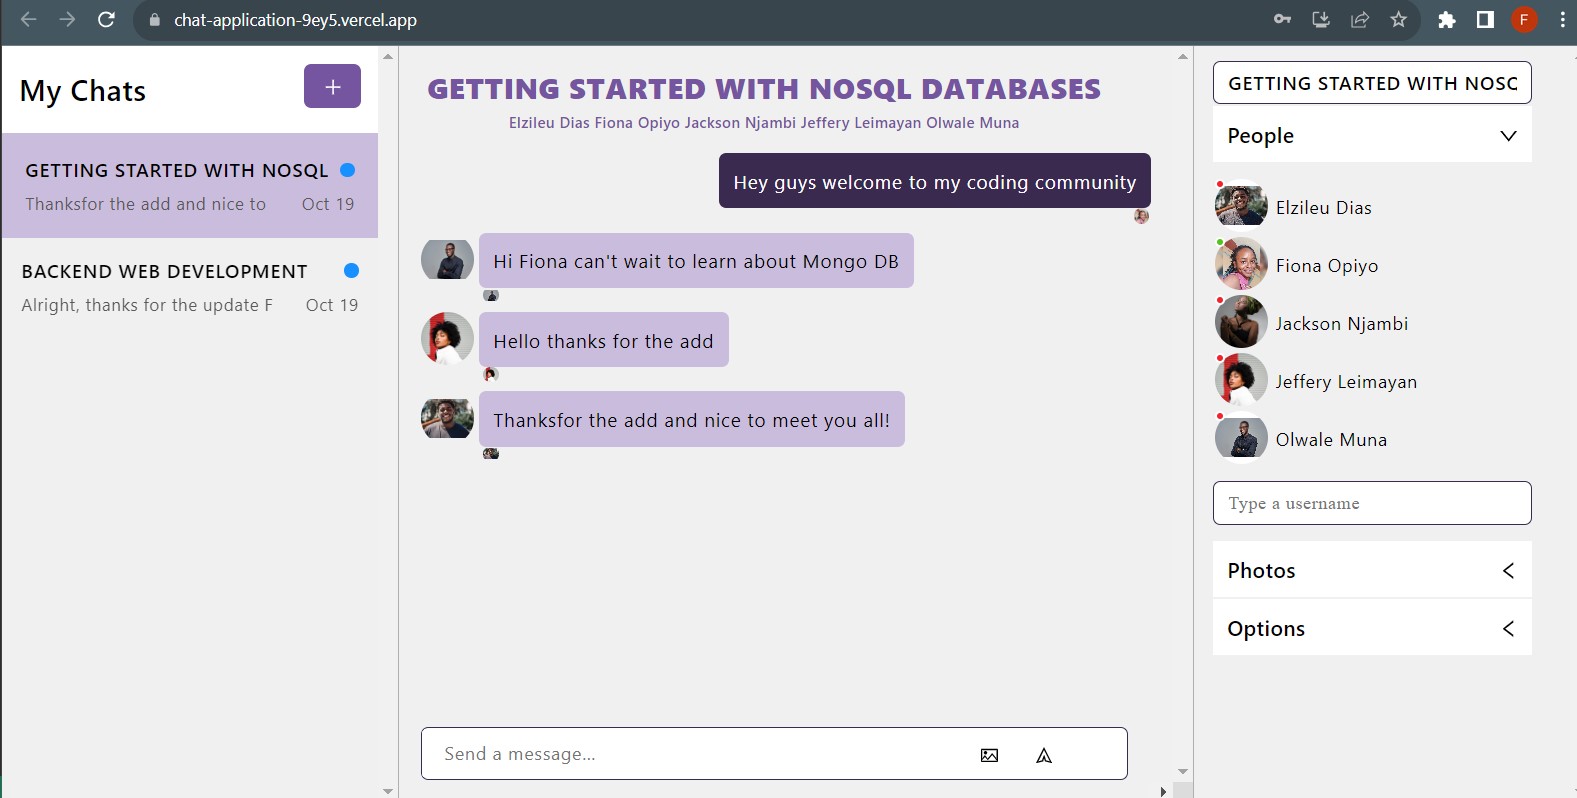 chat-application-9ey5.vercel.app
F
My Chats
+
GETTING STARTED WITH NOSQL
Thanksfor the add and nice to
Oct 19
BACKEND WEB DEVELOPMENT
Alright, thanks for the update F
Oct 19
GETTING STARTED WITH NOSQL DATABASES
Elzileu Dias Fiona Opiyo Jackson Njambi Jeffery Leimayan Olwale Muna
Hey guys welcome to my coding community
Hi Fiona can't wait to learn about Mongo DB
Hello thanks for the add
Thanksfor the add and nice to meet you all!
Send a message...
GETTING STARTED WITH NOSQ
People
Elzileu Dias
Fiona Opiyo
Jackson Njambi
Jeffery Leimayan
Olwale Muna
Type a username
Photos
Options